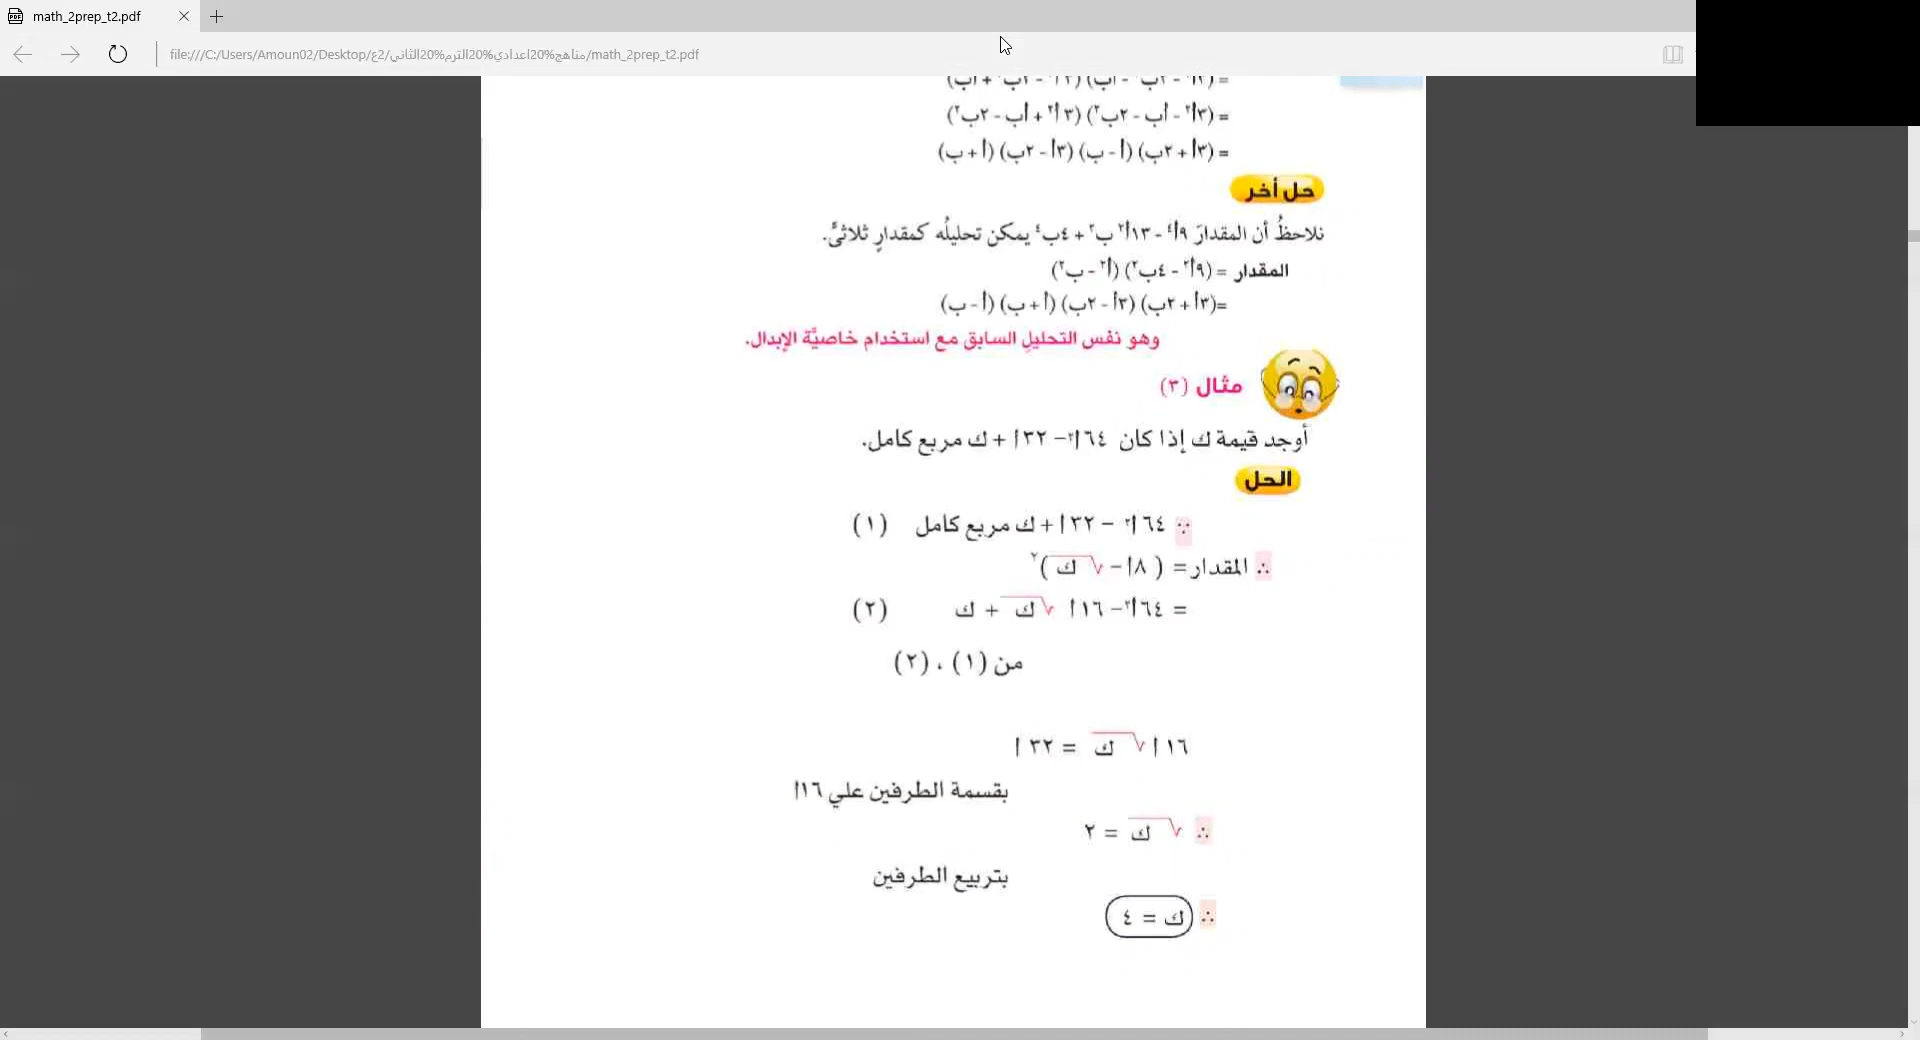 math_2prep_t2.pdf
file:///C:/Users/Amoun02/Desktop/ع2/مناهج%20اعدادي%20الترم%20الثاني/math_2prep_t2.pdf
= (٣أ٢ - أب - ٢ب٢) (٣أ٢ + أب - ٢ب٢)
= (٣أ + ٢ب) (أ - ب) (٣أ - ٢ب) (أ + ب)
حل أخر
نلاحظُ أن المقدارَ ٩أ٤ - ١٣أ٢ ب٢ + ٤ب٤ يمكن تحليلُه كمقدارٍ ثلاثىٍّ.
المقدار = (٩أ٢ - ٤ب٢) (أ٢ - ب٢)
=(٣أ + ٢ب) (٣أ - ٢ب) (أ + ب) (أ - ب)
وهو نفس التحليلِ السابق مع استخدام خاصيَّة الإبدال.
مثال (٣)
أوجد قيمة ك إذا كان ٦٤أ٢ – ٣٢أ + ك مربع كامل.
الحل
∵ ٦٤أ٢ – ٣٢أ + ك مربع كامل (١)
∴ المقدار = ( ٨أ – √ك )٢
= ٦٤أ٢ – ١٦أ √ك + ك (٢)
من (١) ، (٢)
١٦أ √ك = ٣٢أ
بقسمة الطرفين علي ١٦أ
∴ √ك = ٢
بتربيع الطرفين
∴ ك = ٤